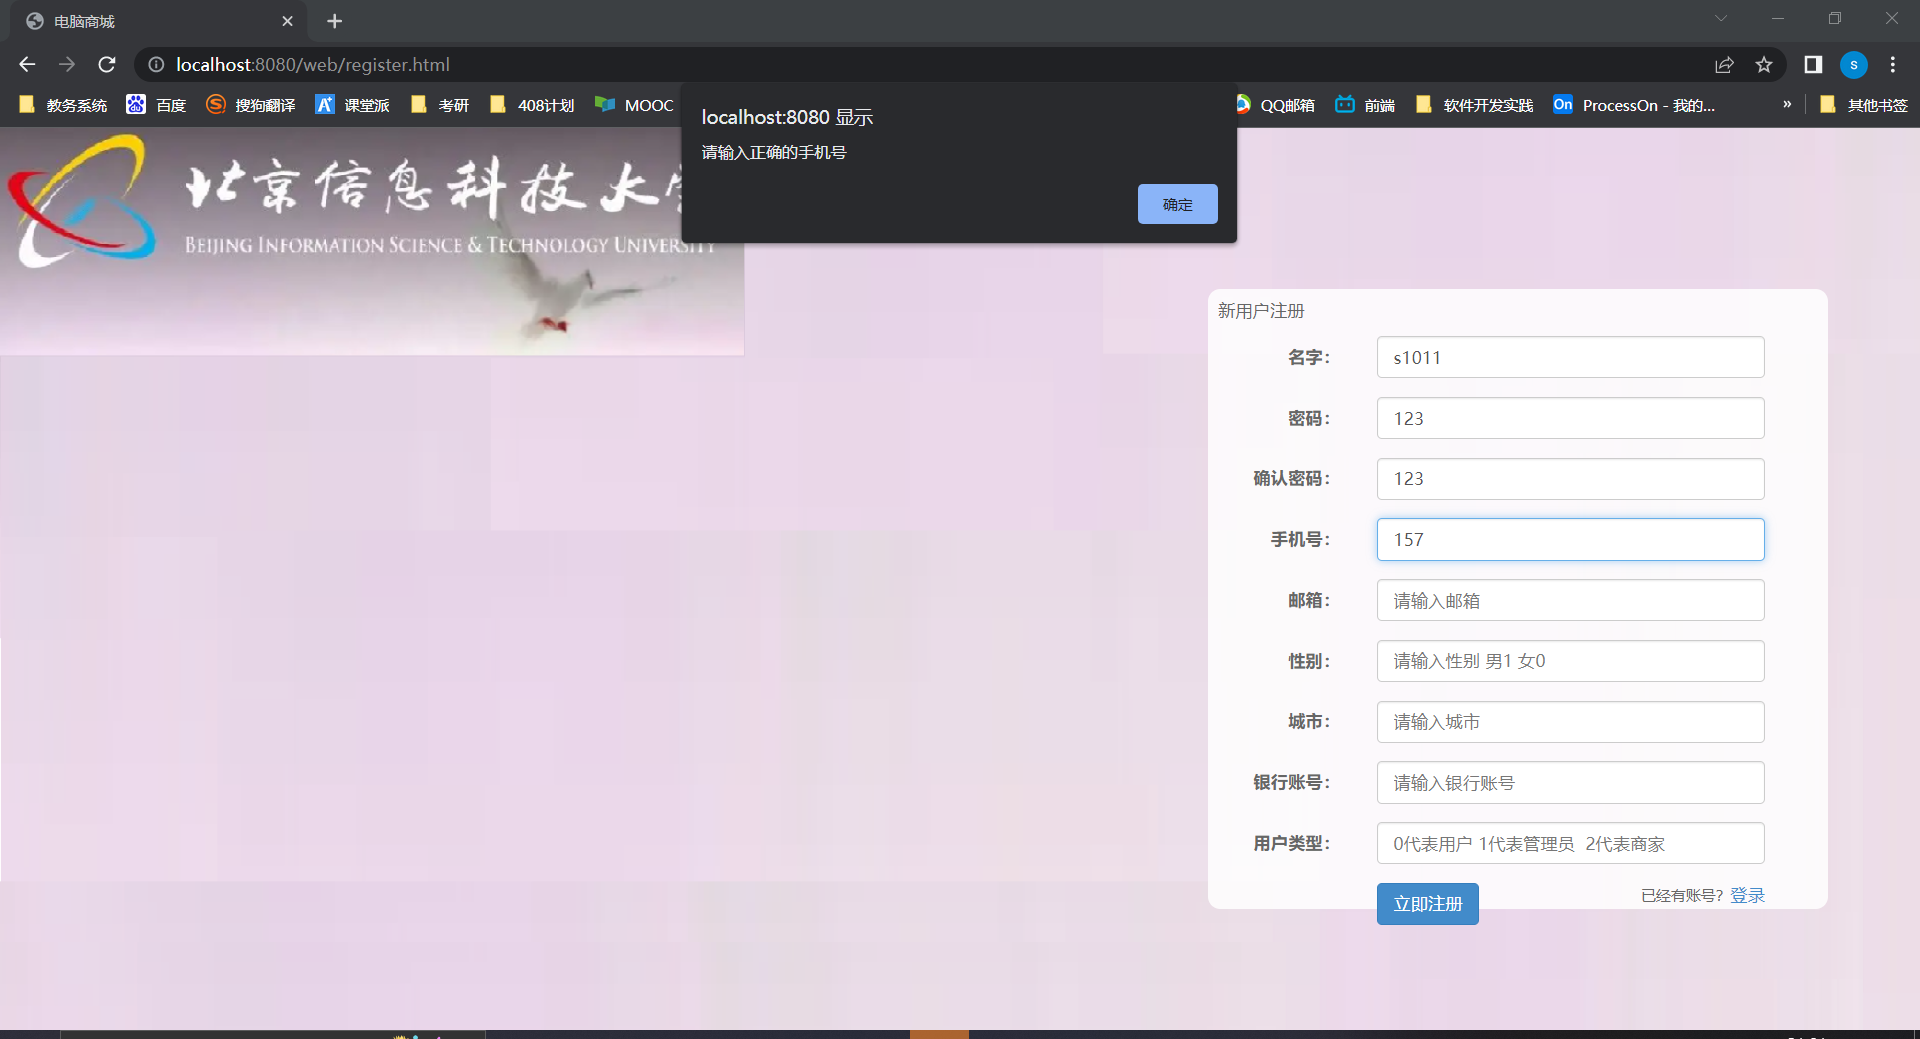 电脑商城
localhost:8080/web/register.html
教务系统 百度 搜狗翻译 课堂派 考研 408计划 MOOC QQ邮箱 前端 软件开发实践 On ProcessOn - 我的... » 其他书签
localhost:8080 显示
请输入正确的手机号
确定
北京信息科技大
BEIJING INFORMATION SCIENCE & TECHNOLOGY UNIVERSITY
新用户注册
名字： s1011
密码： 123
确认密码： 123
手机号： 157
邮箱： 请输入邮箱
性别： 请输入性别 男1 女0
城市： 请输入城市
银行账号： 请输入银行账号
用户类型： 0代表用户 1代表管理员 2代表商家
立即注册 已经有账号？ 登录